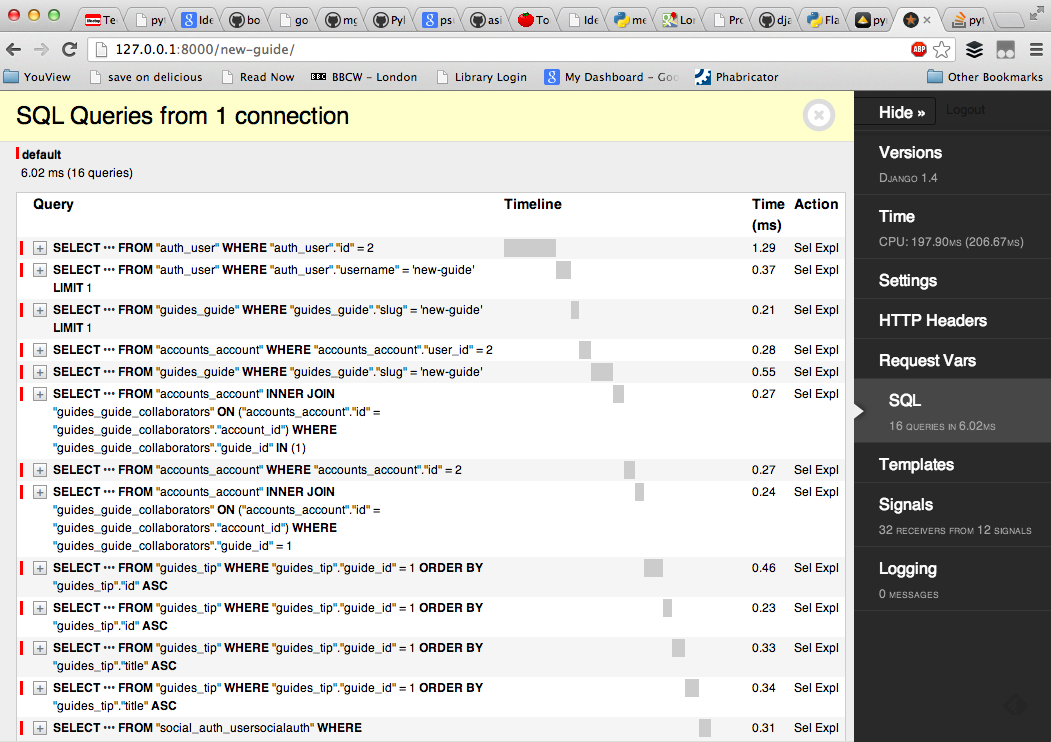 Te
pyt
Ide
bo
go
mg
Pyl
ps
asi
To
Ide
me
Lor
Pro
dja
Fla
py
pyt
127.0.0.1:8000/new-guide/
ABP
YouView
save on delicious
Read Now
BBC BBCW – London
Library Login
My Dashboard – Goo
Phabricator
Other Bookmarks
SQL Queries from 1 connection
default
6.02 ms (16 queries)
Query Timeline Time (ms) Action
+ SELECT ••• FROM "auth_user" WHERE "auth_user"."id" = 2 1.29 Sel Expl
+ SELECT ••• FROM "auth_user" WHERE "auth_user"."username" = 'new-guide' 0.37 Sel Expl
LIMIT 1
+ SELECT ••• FROM "guides_guide" WHERE "guides_guide"."slug" = 'new-guide' 0.21 Sel Expl
LIMIT 1
+ SELECT ••• FROM "accounts_account" WHERE "accounts_account"."user_id" = 2 0.28 Sel Expl
+ SELECT ••• FROM "guides_guide" WHERE "guides_guide"."slug" = 'new-guide' 0.55 Sel Expl
+ SELECT ••• FROM "accounts_account" INNER JOIN 0.27 Sel Expl
"guides_guide_collaborators" ON ("accounts_account"."id" =
"guides_guide_collaborators"."account_id") WHERE
"guides_guide_collaborators"."guide_id" IN (1)
+ SELECT ••• FROM "accounts_account" WHERE "accounts_account"."id" = 2 0.27 Sel Expl
+ SELECT ••• FROM "accounts_account" INNER JOIN 0.24 Sel Expl
"guides_guide_collaborators" ON ("accounts_account"."id" =
"guides_guide_collaborators"."account_id") WHERE
"guides_guide_collaborators"."guide_id" = 1
+ SELECT ••• FROM "guides_tip" WHERE "guides_tip"."guide_id" = 1 ORDER BY 0.46 Sel Expl
"guides_tip"."id" ASC
+ SELECT ••• FROM "guides_tip" WHERE "guides_tip"."guide_id" = 1 ORDER BY 0.23 Sel Expl
"guides_tip"."id" ASC
+ SELECT ••• FROM "guides_tip" WHERE "guides_tip"."guide_id" = 1 ORDER BY 0.33 Sel Expl
"guides_tip"."title" ASC
+ SELECT ••• FROM "guides_tip" WHERE "guides_tip"."guide_id" = 1 ORDER BY 0.34 Sel Expl
"guides_tip"."title" ASC
+ SELECT ••• FROM "social_auth_usersocialauth" WHERE 0.31 Sel Expl
Hide » Logout
Versions
Django 1.4
Time
CPU: 197.90ms (206.67ms)
Settings
HTTP Headers
Request Vars
SQL
16 queries in 6.02ms
Templates
Signals
32 receivers from 12 signals
Logging
0 messages